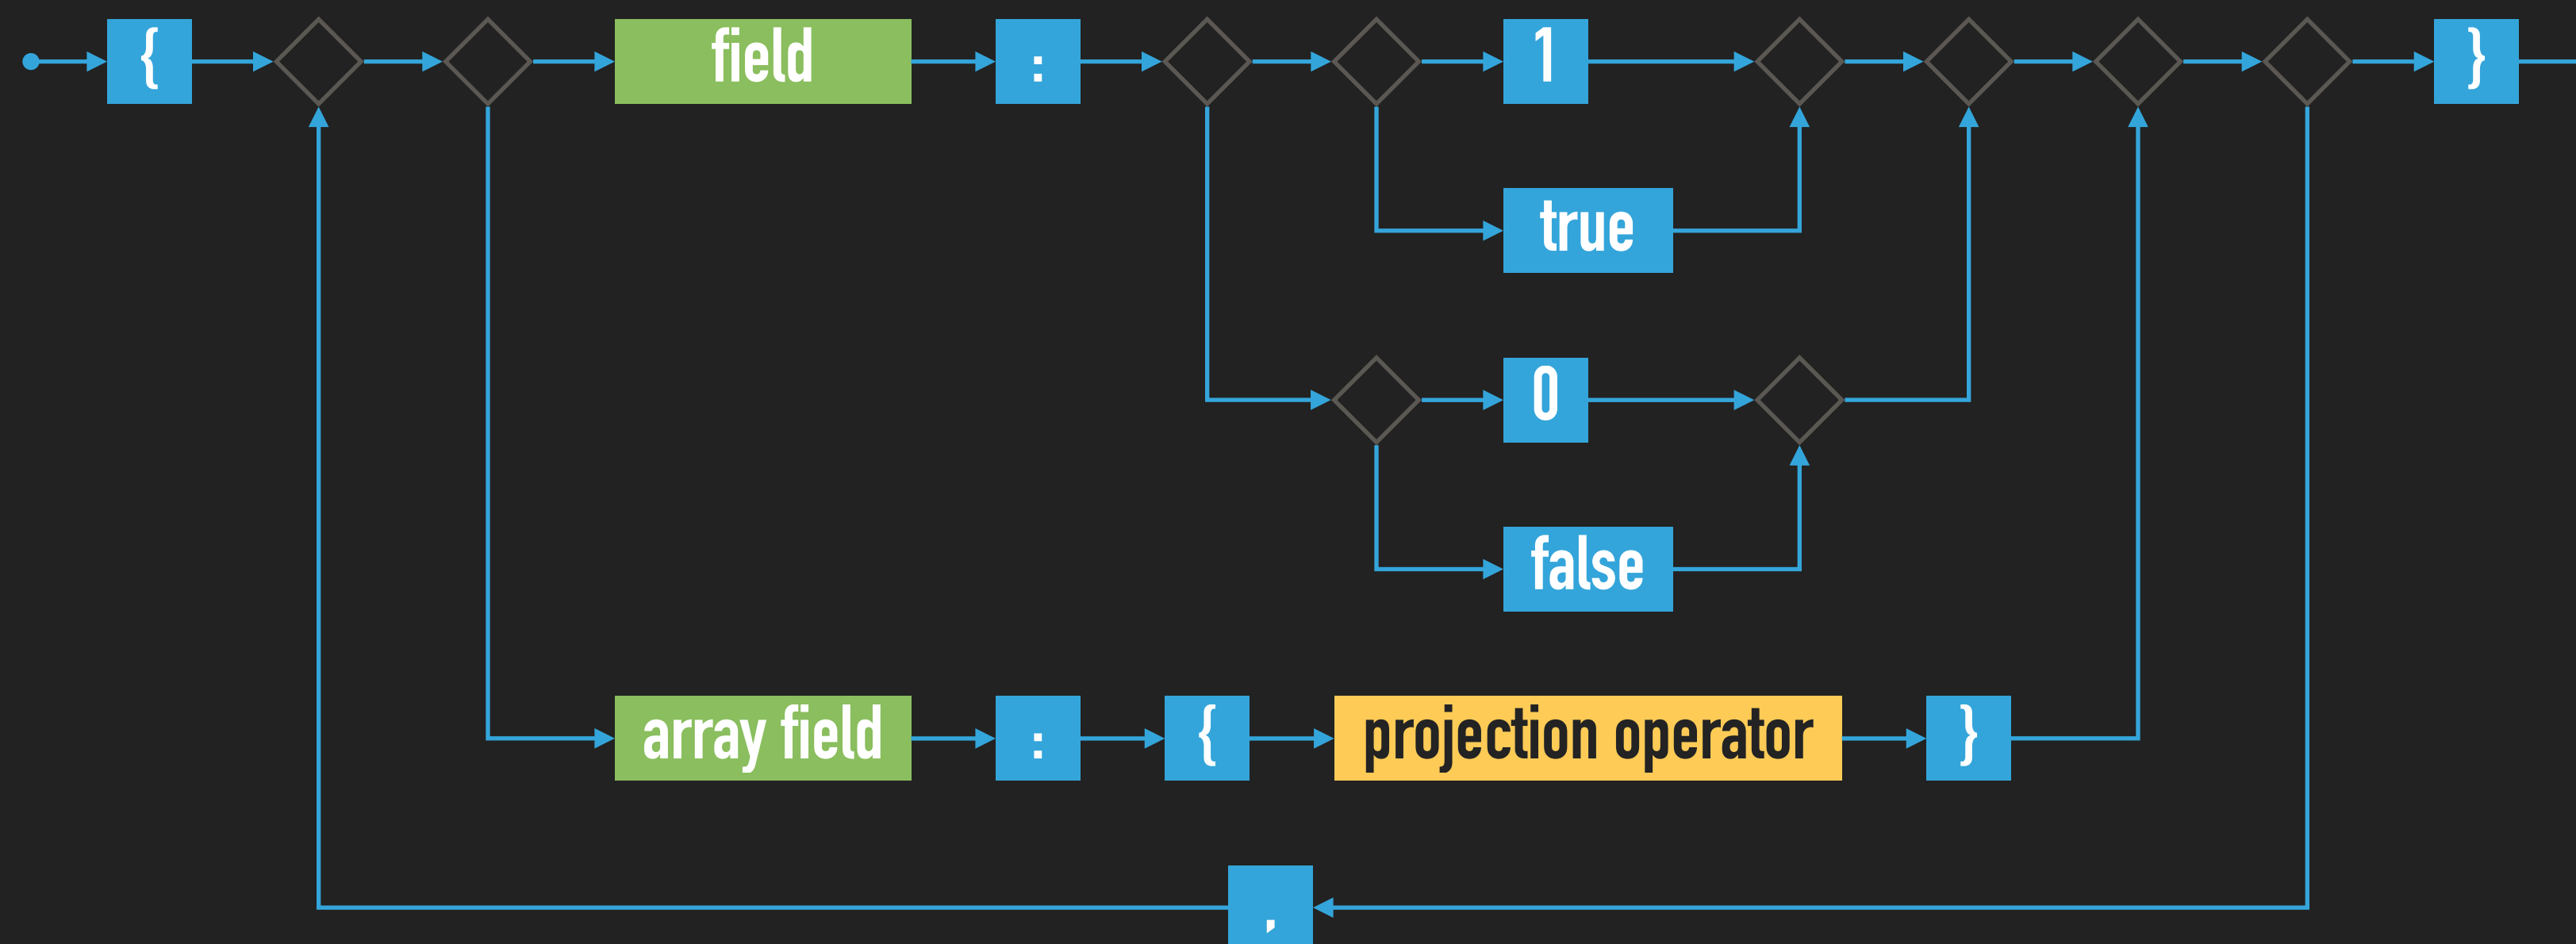 {
field
:
1
}
true
0
false
array field
:
{
projection operator
}
,